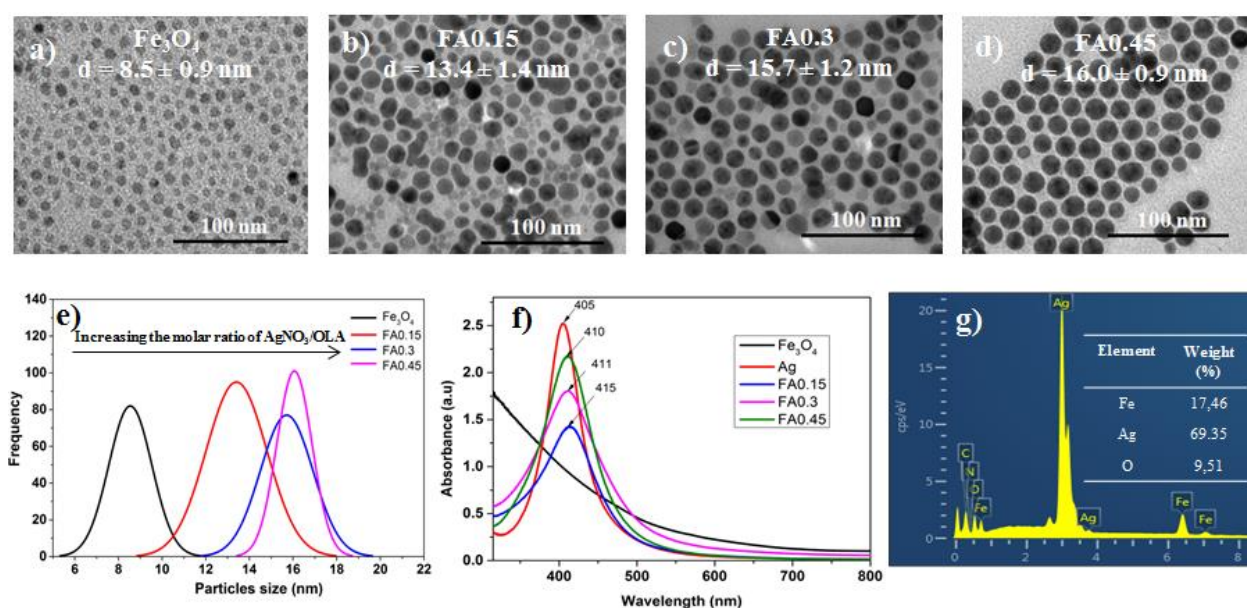 a)
Fe₃O₄
d = 8.5 ± 0.9 nm
100 nm
b)
FA0.15
d = 13.4 ± 1.4 nm
100 nm
c)
FA0.3
d = 15.7 ± 1.2 nm
100 nm
d)
FA0.45
d = 16.0 ± 0.9 nm
100 nm
e)
Increasing the molar ratio of AgNO₃/OLA
Fe₃O₄
FA0.15
FA0.3
FA0.45
Frequency
140
120
100
80
60
40
20
0
6 8 10 12 14 16 18 20 22
Particles size (nm)
f)
405
410
411
415
Fe₃O₄
Ag
FA0.15
FA0.3
FA0.45
Absorbance (a.u)
2.5
2.0
1.5
1.0
0.5
0.0
400 500 600 700 800
Wavelength (nm)
g)
cps/eV
20
15
10
5
0
Ag
C
N
O
Fe
Ag
Fe
Fe
0 2 4 6 8
Element Weight
(%)
Fe 17,46
Ag 69.35
O 9,51